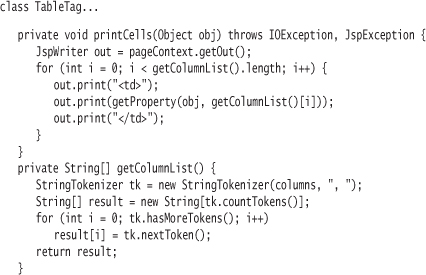 class TableTag...
private void printCells(Object obj) throws IOException, JspException {
JspWriter out = pageContext.getOut();
for (int i = 0; i < getColumnList().length; i++) {
out.print("<td>");
out.print(getProperty(obj, getColumnList()[i]));
out.print("</td>");
}
}
private String[] getColumnList() {
StringTokenizer tk = new StringTokenizer(columns, ", ");
String[] result = new String[tk.countTokens()];
for (int i = 0; tk.hasMoreTokens(); i++)
result[i] = tk.nextToken();
return result;
}